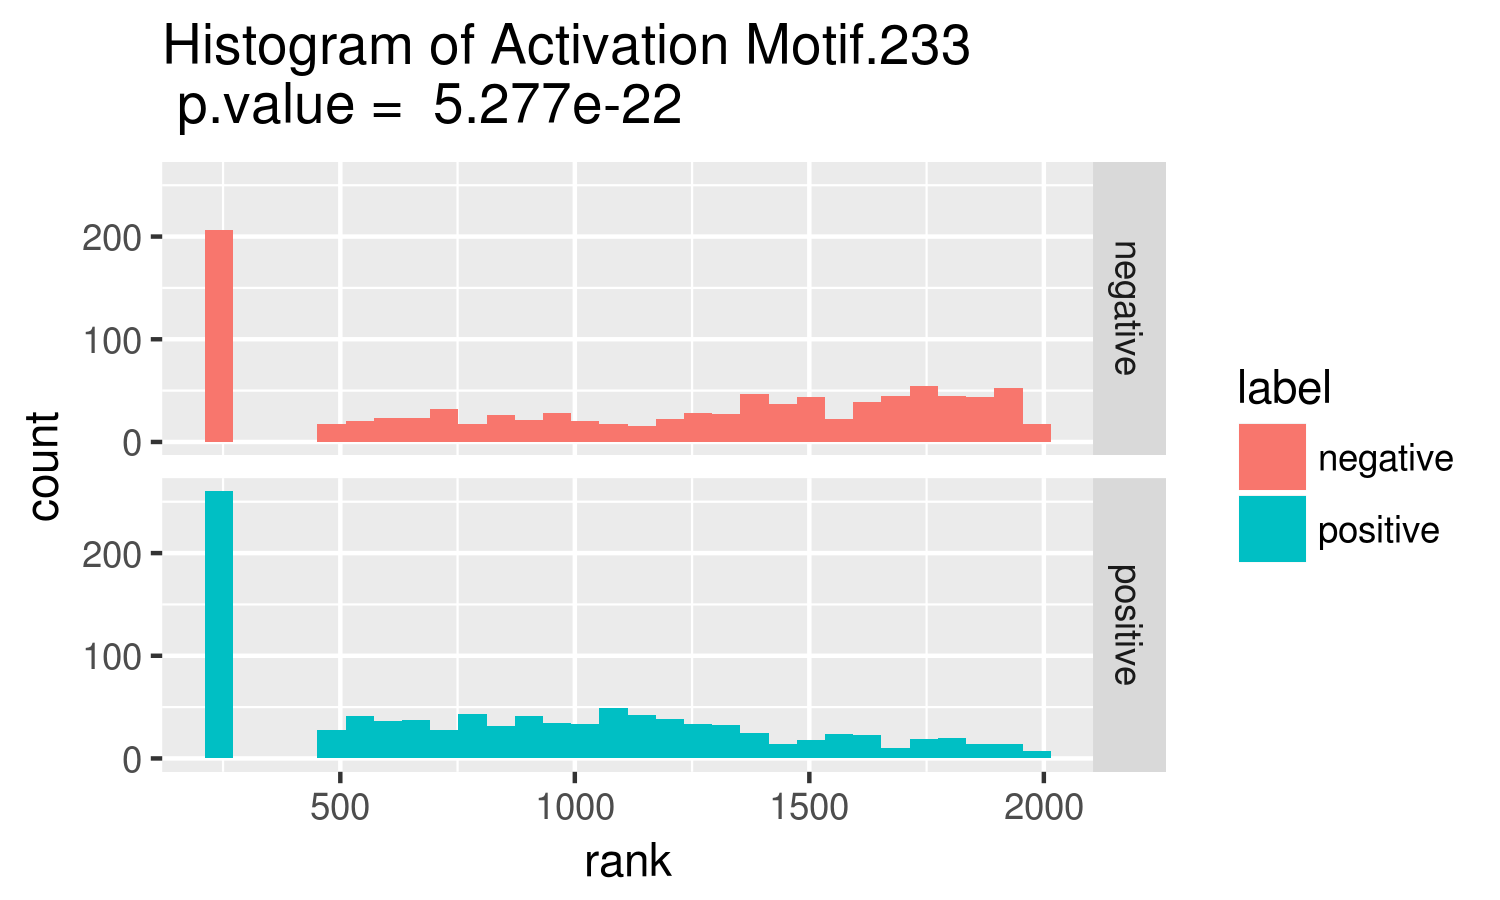 Histogram of Activation Motif.233
p.value =  5.277e-22
200
100
0
negative
200
100
0
positive
count
500 1000 1500 2000
rank
label
negative
positive